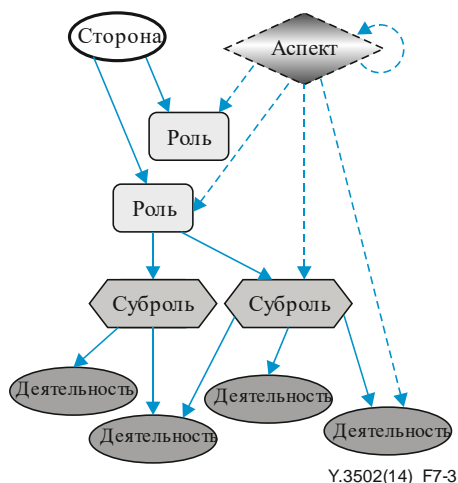 Сторона
Аспект
Роль
Роль
Суброль
Суброль
Деятельность
Деятельность
Деятельность
Деятельность
Y.3502(14)_F7-3